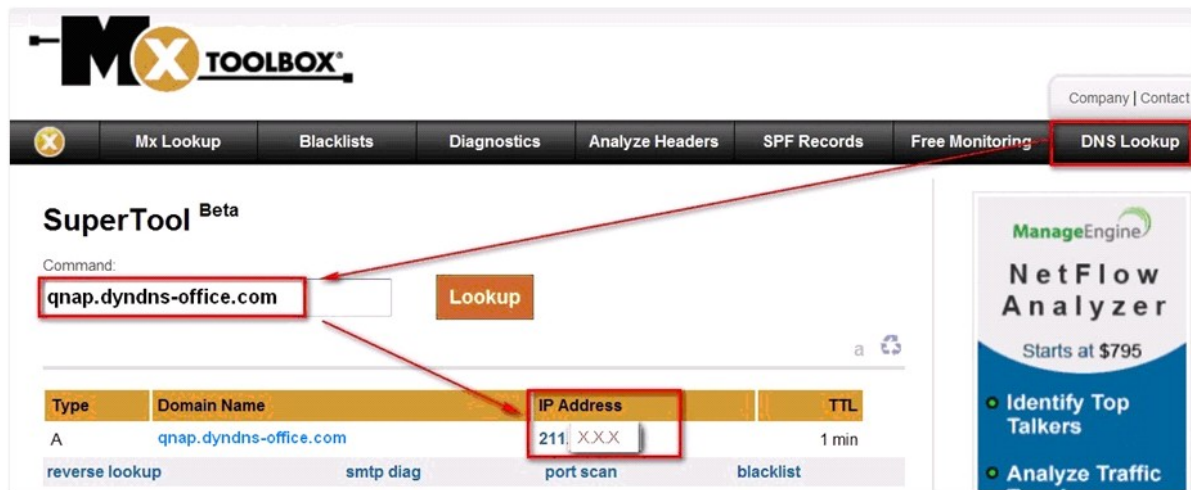 MX TOOLBOX®
Company | Contact
X Mx Lookup Blacklists Diagnostics Analyze Headers SPF Records Free Monitoring DNS Lookup
SuperTool Beta
Command:
qnap.dyndns-office.com Lookup
a
Type Domain Name IP Address TTL
A qnap.dyndns-office.com 211. X.X.X 1 min
reverse lookup smtp diag port scan blacklist
ManageEngine
NetFlow
Analyzer
Starts at $795
Identify Top
Talkers
Analyze Traffic